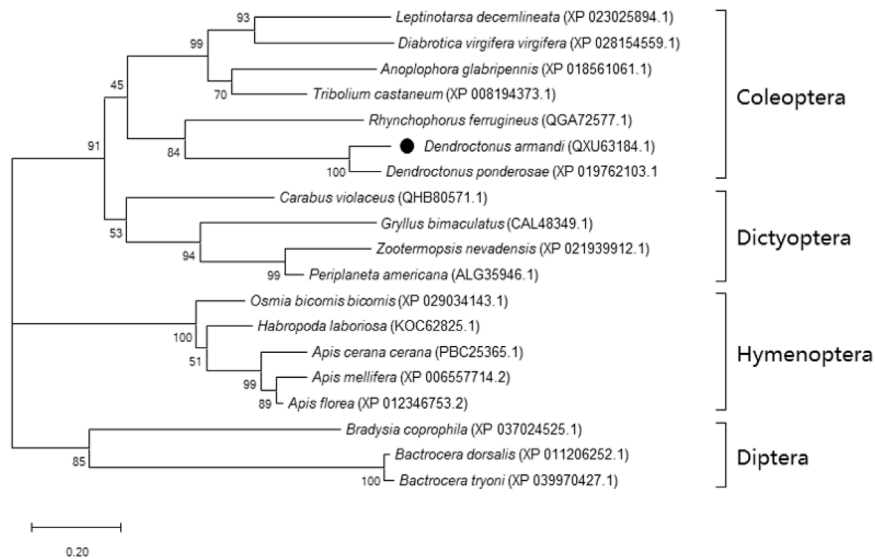 93
Leptinotarsa decemlineata (XP 023025894.1)
99
Diabrotica virgifera virgifera (XP 028154559.1)
Anoplophora glabripennis (XP 018561061.1)
45
70
Tribolium castaneum (XP 008194373.1)
Coleoptera
Rhynchophorus ferrugineus (QGA72577.1)
91
84
Dendroctonus armandi (QXU63184.1)
100
Dendroctonus ponderosae (XP 019762103.1
Carabus violaceus (QHB80571.1)
53
Gryllus bimaculatus (CAL48349.1)
Dictyoptera
94
Zootermopsis nevadensis (XP 021939912.1)
99
Periplaneta americana (ALG35946.1)
Osmia bicornis bicornis (XP 029034143.1)
100
Habropoda laboriosa (KOC62825.1)
51
Apis cerana cerana (PBC25365.1)
Hymenoptera
99
Apis mellifera (XP 006557714.2)
89
Apis florea (XP 012346753.2)
Bradysia coprophila (XP 037024525.1)
85
Bactrocera dorsalis (XP 011206252.1)
Diptera
100
Bactrocera tryoni (XP 039970427.1)
0.20